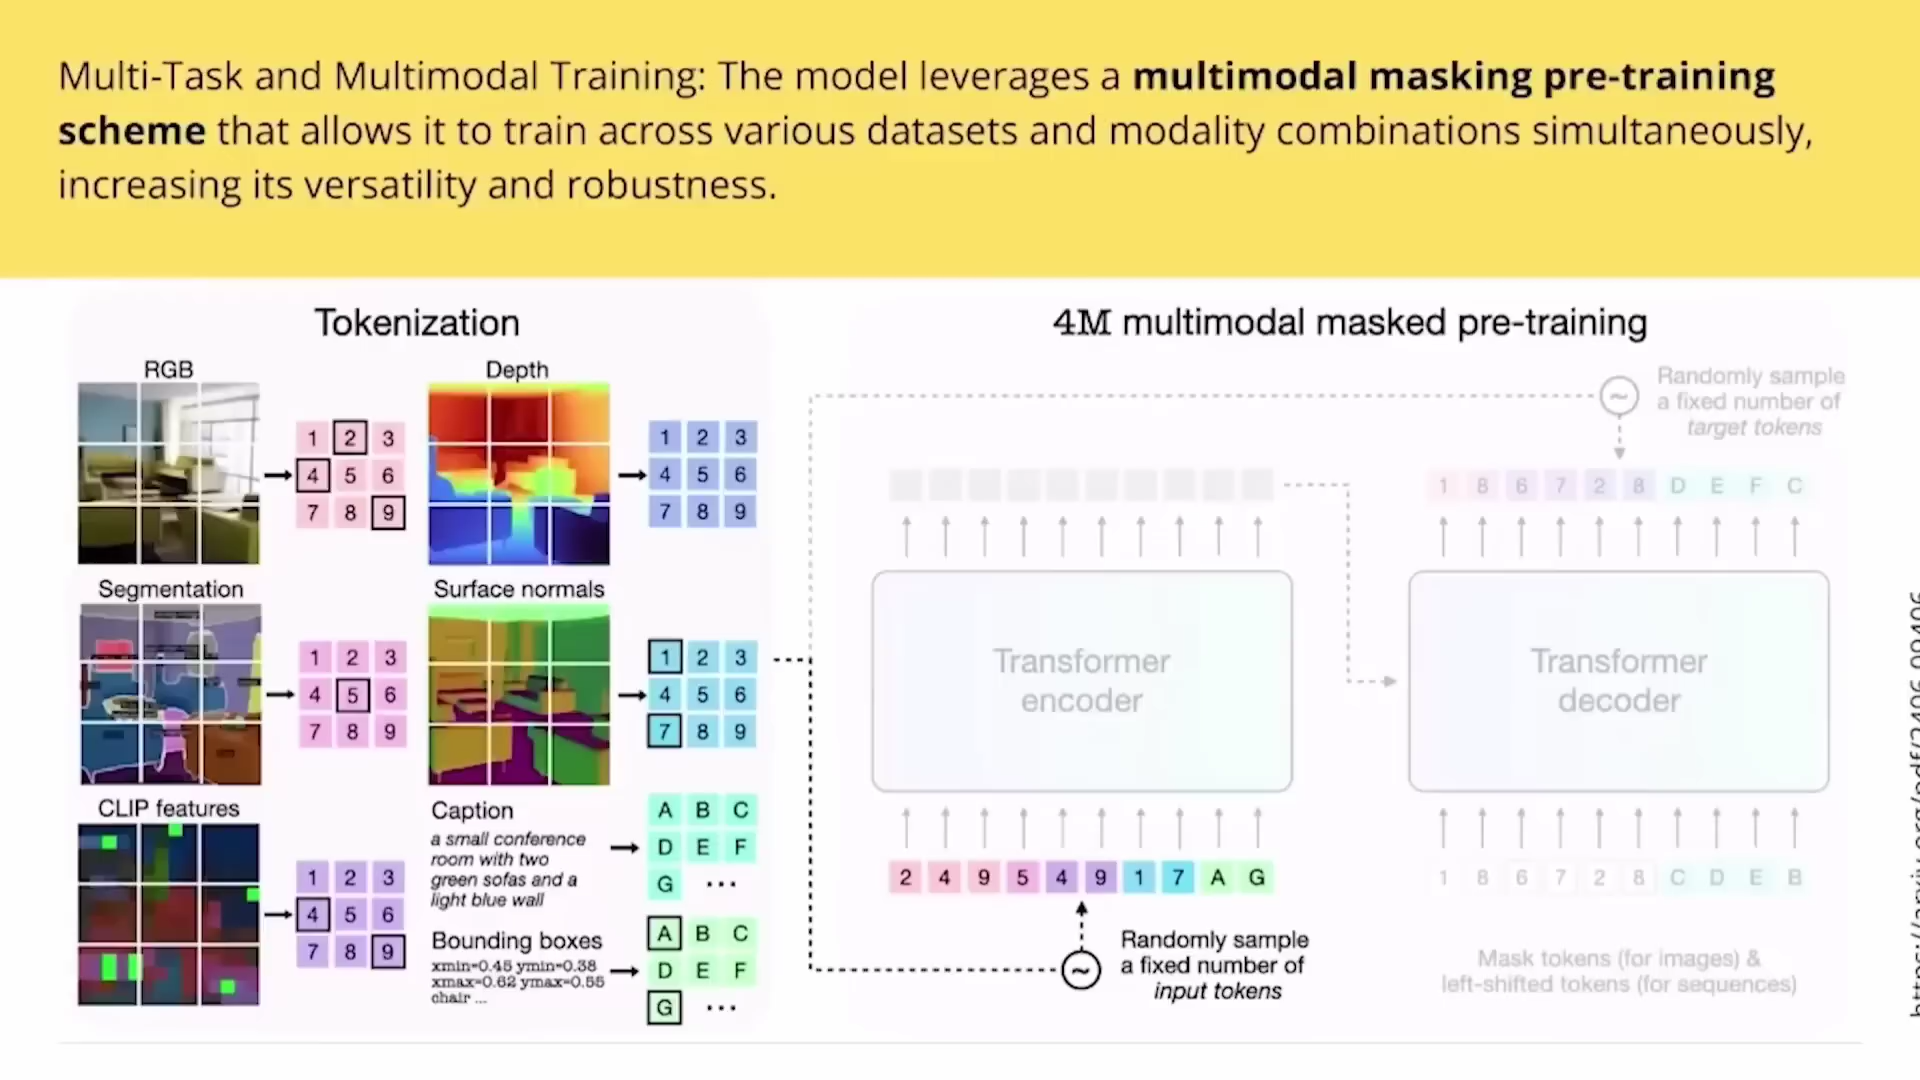 Multi-Task and Multimodal Training: The model leverages a multimodal masking pre-training
scheme that allows it to train across various datasets and modality combinations simultaneously,
increasing its versatility and robustness.
Tokenization
RGB
1 2 3
4 5 6
7 8 9
Depth
1 2 3
4 5 6
7 8 9
Segmentation
1 2 3
4 5 6
7 8 9
Surface normals
1 2 3
4 5 6
7 8 9
CLIP features
1 2 3
4 5 6
7 8 9
Caption
a small conference
room with two
green sofas and a
light blue wall
A B C
D E F
G ...
Bounding boxes
xmin=0.45 ymin=0.38
xmax=0.62 ymax=0.55
chair ...
A B C
D E F
G ...
4M multimodal masked pre-training
~
Randomly sample
a fixed number of
target tokens
1 8 6 7 2 8 D E F C
Transformer
encoder
Transformer
decoder
2 4 9 5 4 9 1 7 A G
1 8 6 7 2 8 C D E B
~
Randomly sample
a fixed number of
input tokens
Mask tokens (for images) &
left-shifted tokens (for sequences)